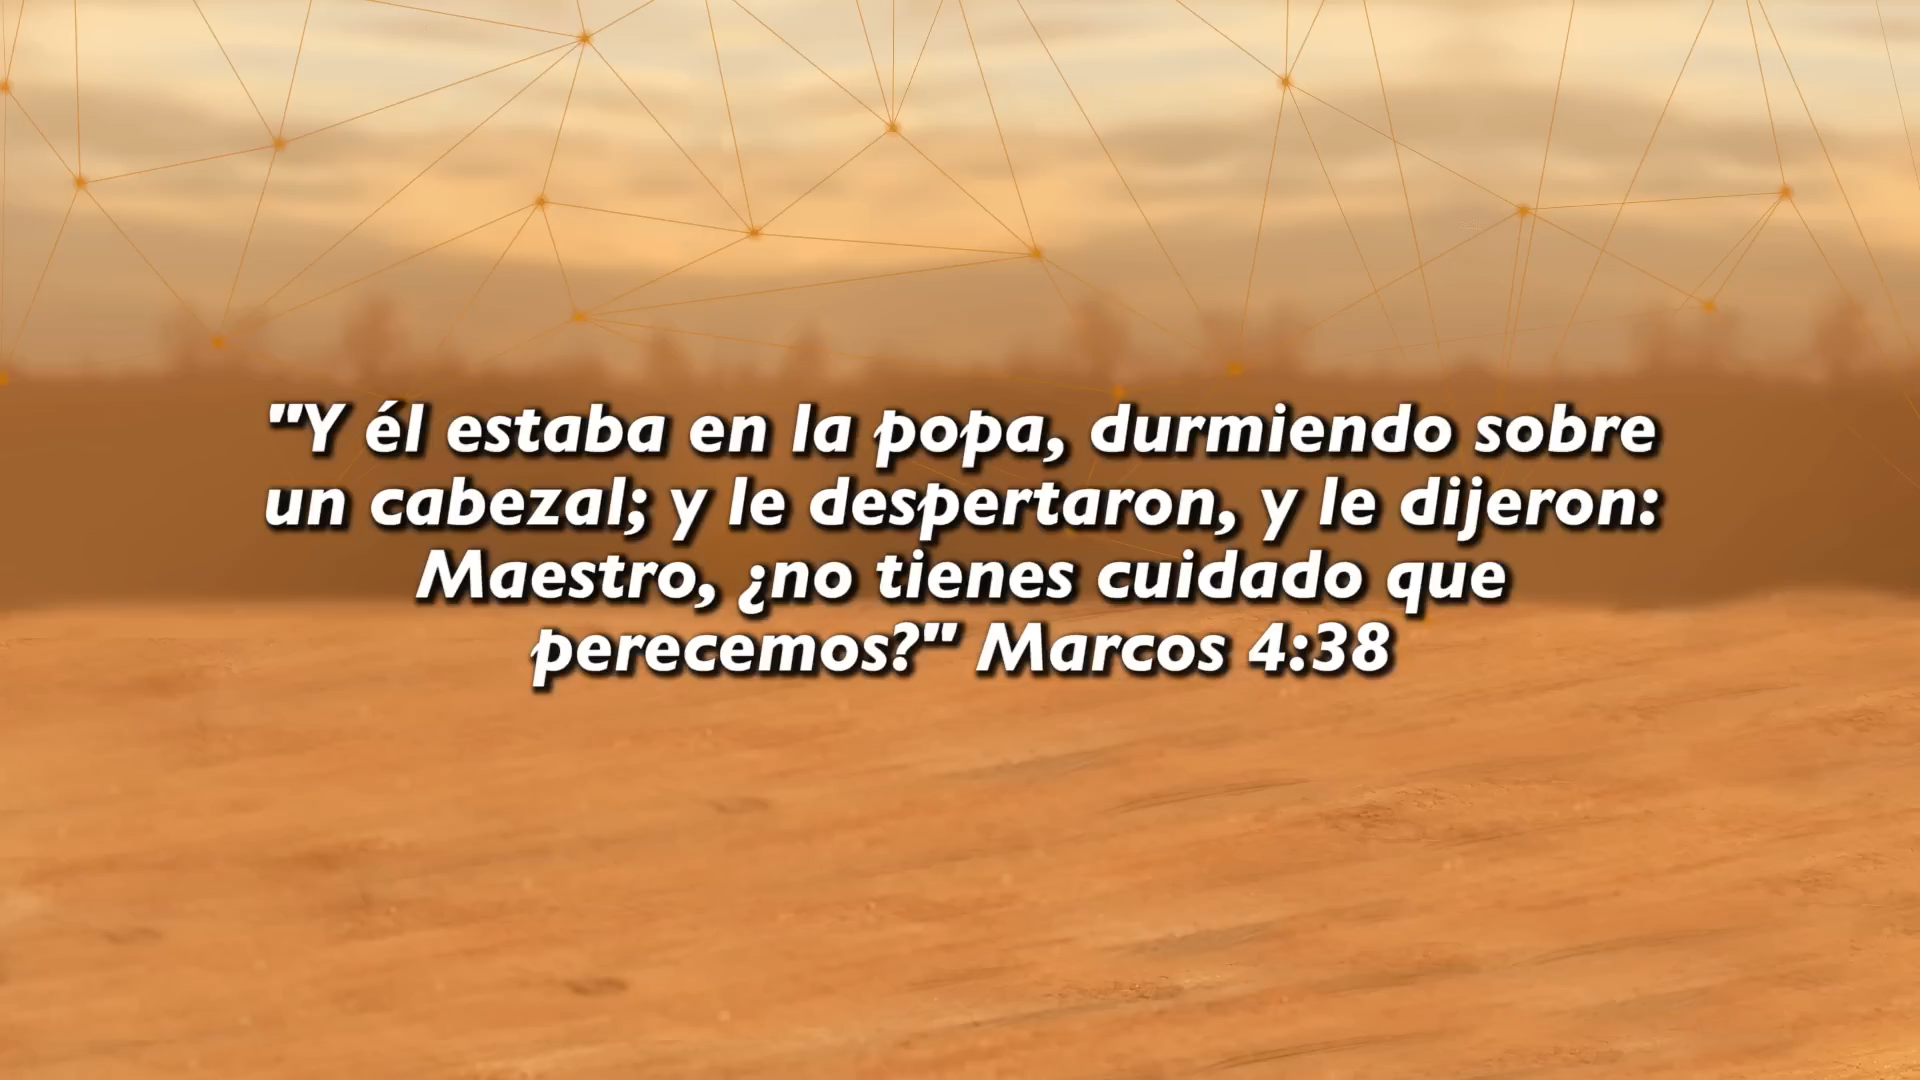 "Y él estaba en la popa, durmiendo sobre
un cabezal; y le despertaron, y le dijeron:
Maestro, ¿no tienes cuidado que
perecemos?" Marcos 4:38